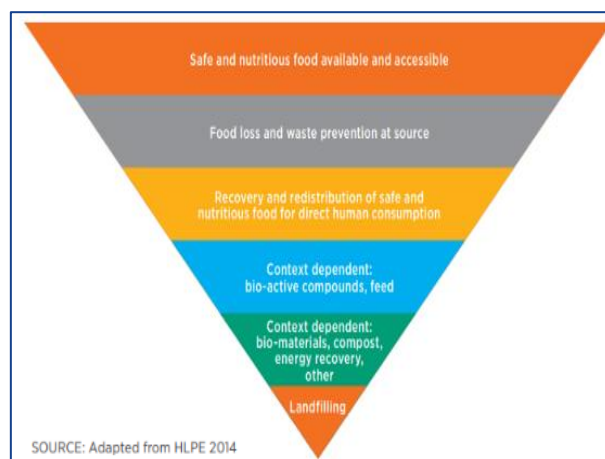 Safe and nutritious food available and accessible
Food loss and waste prevention at source
Recovery and redistribution of safe and
nutritious food for direct human consumption
Context dependent:
bio-active compounds, feed
Context dependent:
bio-materials, compost,
energy recovery,
other
Landfilling
SOURCE: Adapted from HLPE 2014